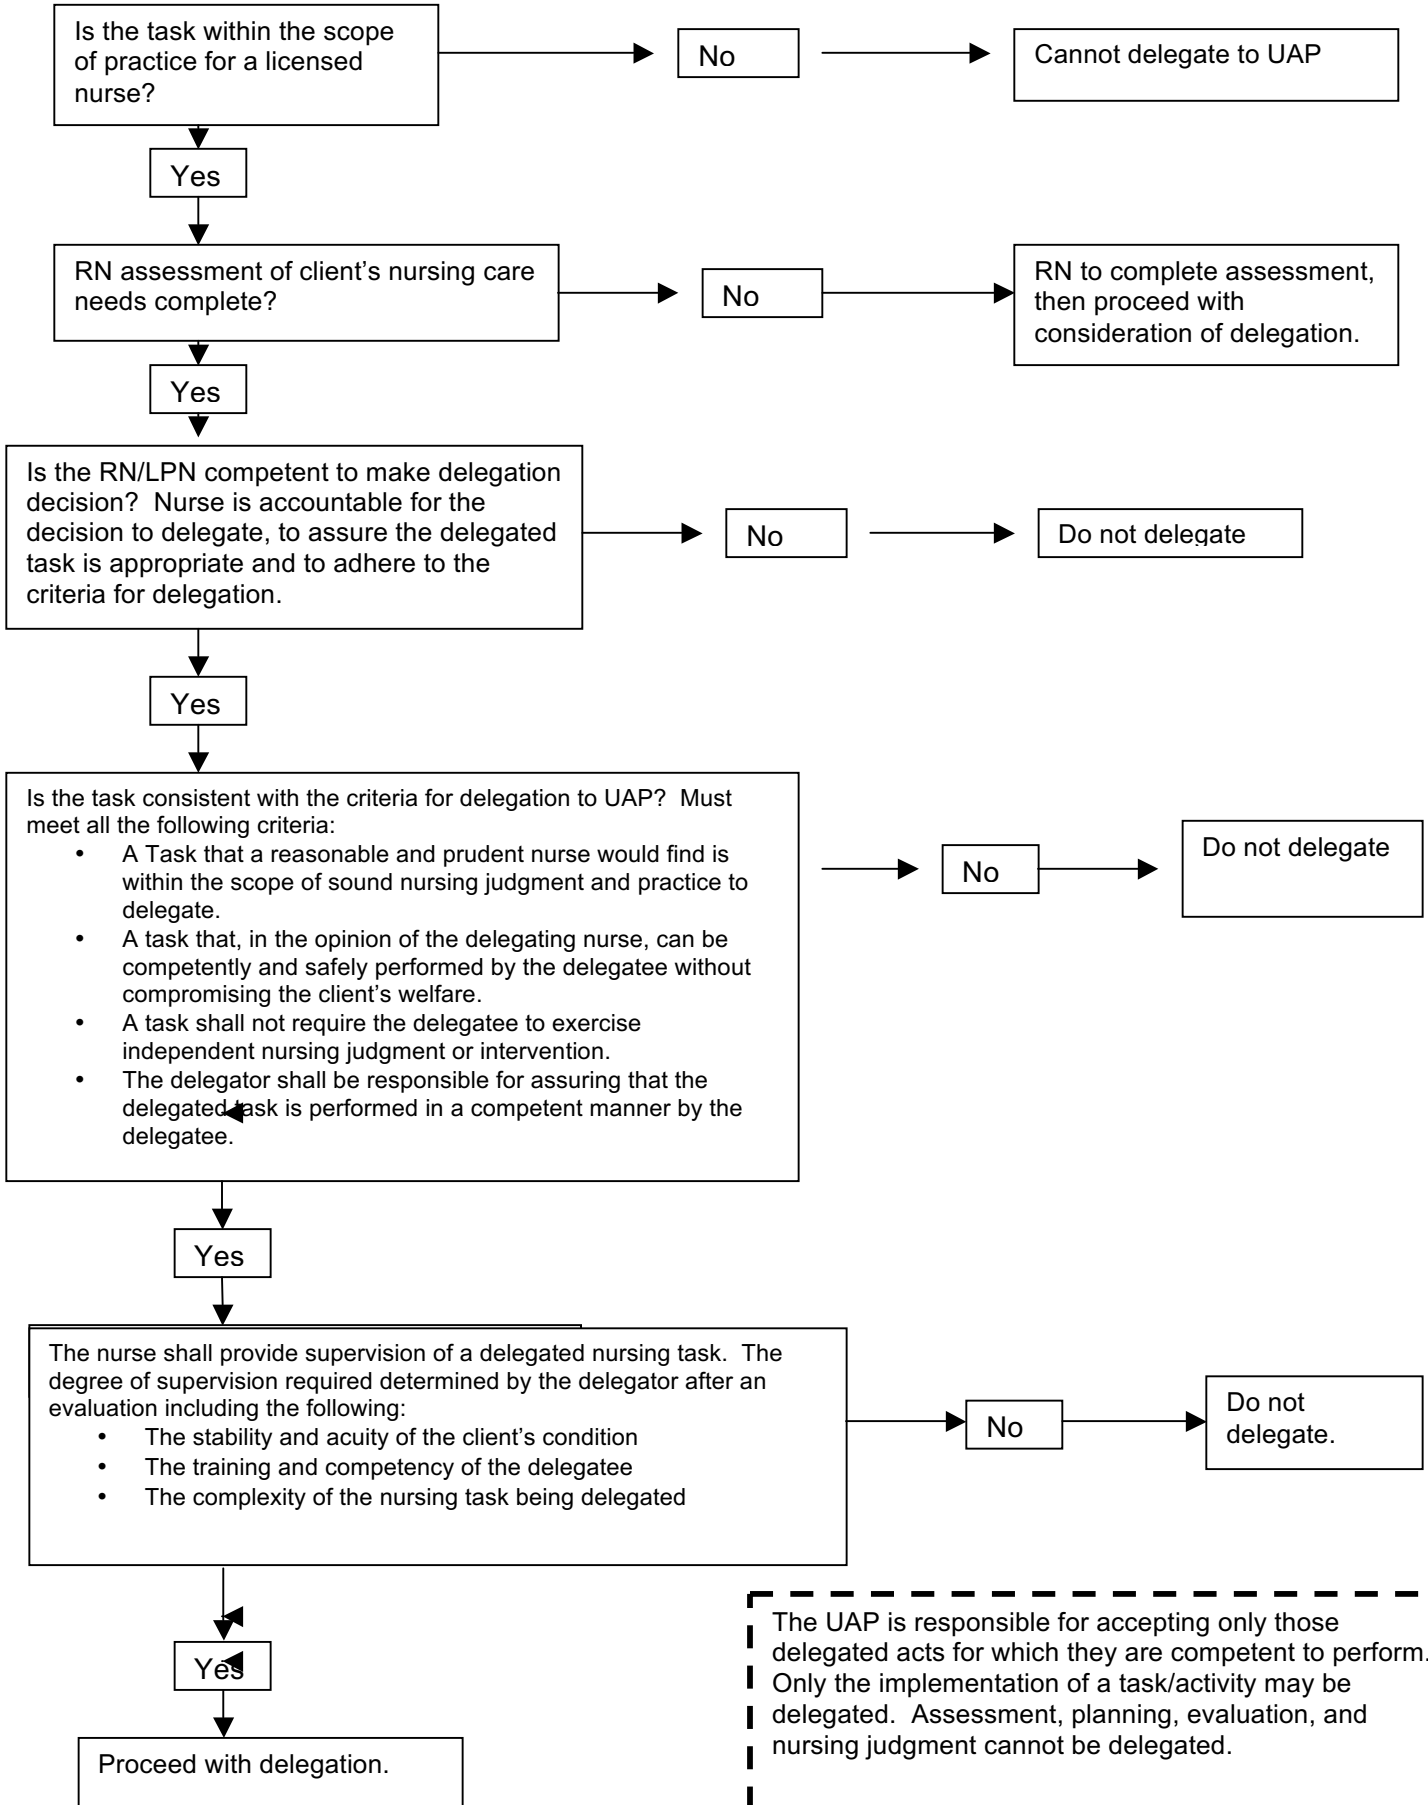 Is the task within the scope
of practice for a licensed
nurse?
No
Cannot delegate to UAP
Yes
RN assessment of client's nursing care
needs complete?
No
RN to complete assessment,
then proceed with
consideration of delegation.
Yes
Is the RN/LPN competent to make delegation
decision? Nurse is accountable for the
decision to delegate, to assure the delegated
task is appropriate and to adhere to the
criteria for delegation.
No
Do not delegate
Yes
Is the task consistent with the criteria for delegation to UAP? Must
meet all the following criteria:
• A Task that a reasonable and prudent nurse would find is
within the scope of sound nursing judgment and practice to
delegate.
• A task that, in the opinion of the delegating nurse, can be
competently and safely performed by the delegatee without
compromising the client's welfare.
• A task shall not require the delegatee to exercise
independent nursing judgment or intervention.
• The delegator shall be responsible for assuring that the
delegated task is performed in a competent manner by the
delegatee.
No
Do not delegate
Yes
The nurse shall provide supervision of a delegated nursing task. The
degree of supervision required determined by the delegator after an
evaluation including the following:
• The stability and acuity of the client's condition
• The training and competency of the delegatee
• The complexity of the nursing task being delegated
No
Do not
delegate.
Yes
Proceed with delegation.
The UAP is responsible for accepting only those
delegated acts for which they are competent to perform.
Only the implementation of a task/activity may be
delegated. Assessment, planning, evaluation, and
nursing judgment cannot be delegated.